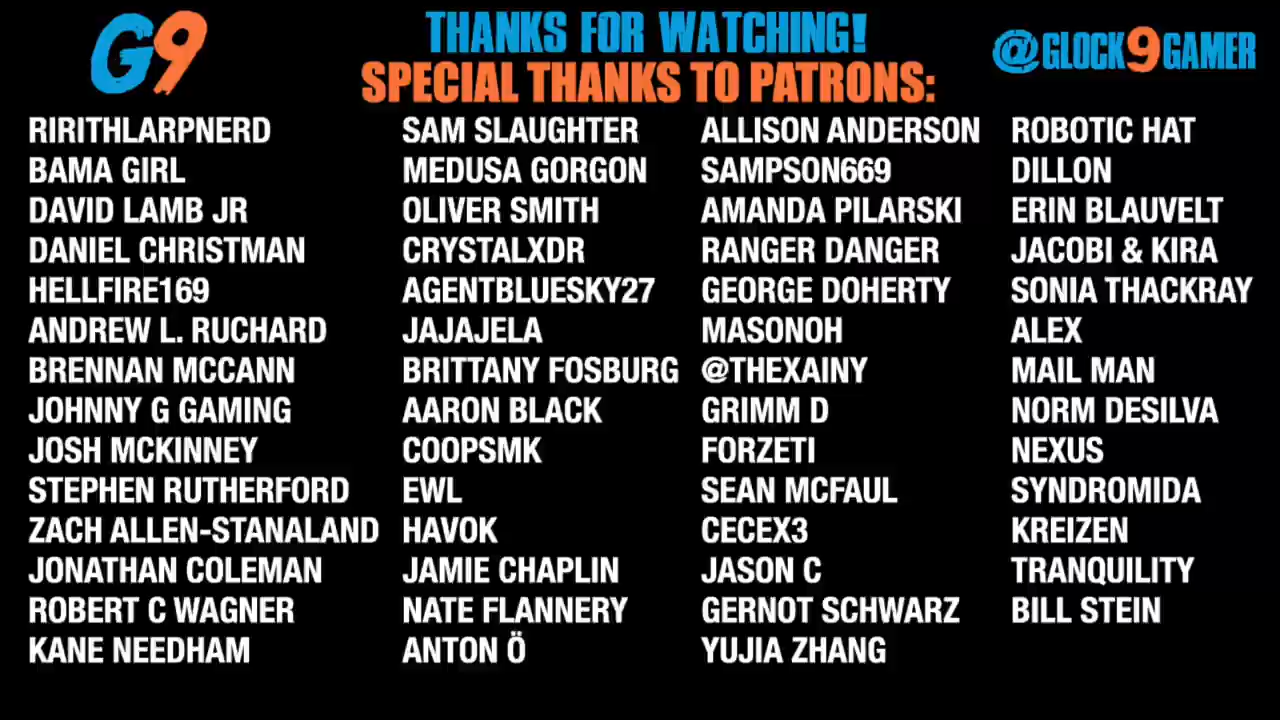 G9
THANKS FOR WATCHING!
SPECIAL THANKS TO PATRONS:
@GLOCK9GAMER
RIRITHLARPNERD
BAMA GIRL
DAVID LAMB JR
DANIEL CHRISTMAN
HELLFIRE169
ANDREW L. RUCHARD
BRENNAN MCCANN
JOHNNY G GAMING
JOSH MCKINNEY
STEPHEN RUTHERFORD
ZACH ALLEN-STANALAND
JONATHAN COLEMAN
ROBERT C WAGNER
KANE NEEDHAM
SAM SLAUGHTER
MEDUSA GORGON
OLIVER SMITH
CRYSTALXDR
AGENTBLUESKY27
JAJAJELA
BRITTANY FOSBURG
AARON BLACK
COOPSMK
EWL
HAVOK
JAMIE CHAPLIN
NATE FLANNERY
ANTON Ö
ALLISON ANDERSON
SAMPSON669
AMANDA PILARSKI
RANGER DANGER
GEORGE DOHERTY
MASONOH
@THEXAINY
GRIMM D
FORZETI
SEAN MCFAUL
CECEX3
JASON C
GERNOT SCHWARZ
YUJIA ZHANG
ROBOTIC HAT
DILLON
ERIN BLAUVELT
JACOBI & KIRA
SONIA THACKRAY
ALEX
MAIL MAN
NORM DESILVA
NEXUS
SYNDROMIDA
KREIZEN
TRANQUILITY
BILL STEIN